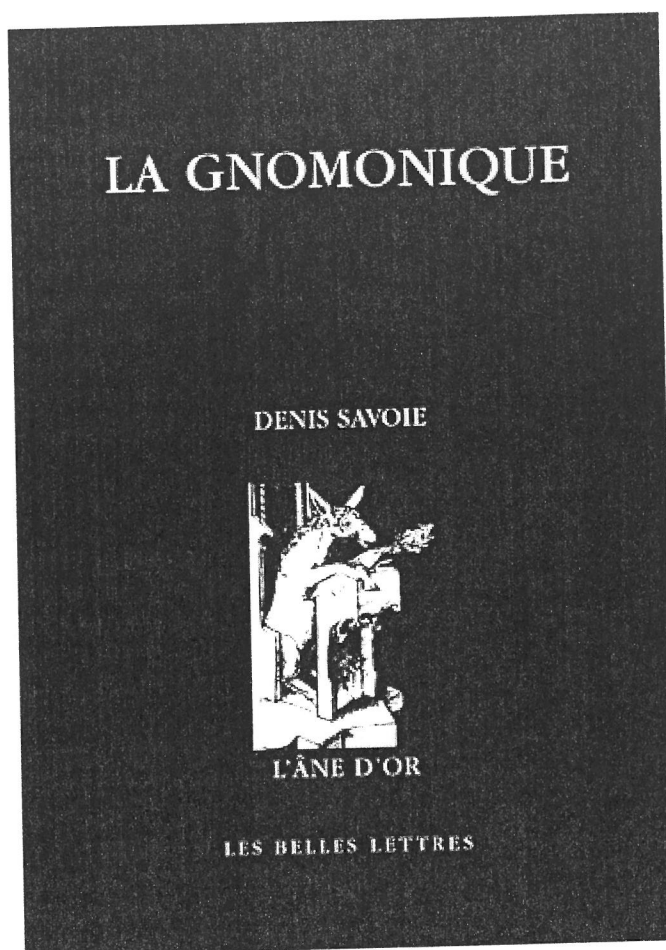 LA GNOMONIQUE
DENIS SAVOIE
L'ÂNE D'OR
LES BELLES LETTRES